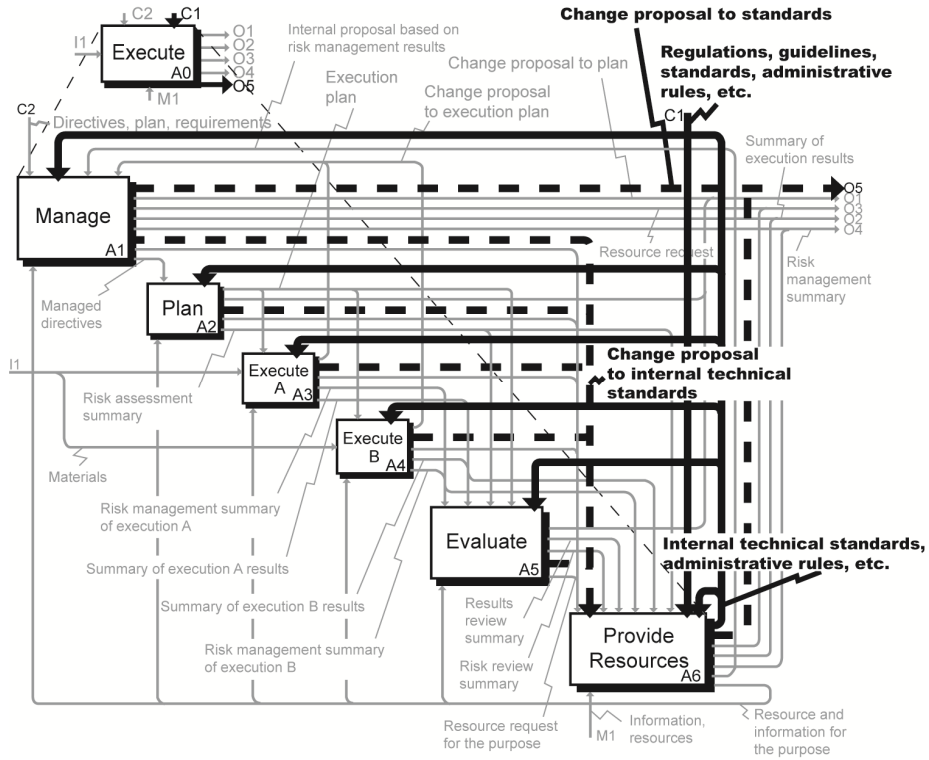 C2
C1
I1
Execute
A0
O1
O2
O3
O4
O5
M1
Internal proposal based on
risk management results
Execution
plan
Change proposal to plan
Change proposal
to execution plan
Change proposal to standards
Regulations, guidelines,
standards, administrative
rules, etc.
C1
C2
Directives, plan, requirements
Summary of
execution results
Manage
A1
O5
O1
O3
O2
O4
Resource request
Risk
management
summary
Managed
directives
Plan
A2
I1
Execute
A
A3
Change proposal
to internal technical
standards
Risk assessment
summary
Execute
B
A4
Materials
Risk management summary
of execution A
Evaluate
A5
Summary of execution A results
Internal technical standards,
administrative rules, etc.
Summary of execution B results
Results
review
summary
Risk management summary
of execution B
Risk review
summary
Provide
Resources
A6
Resource request
for the purpose
M1
Information,
resources
Resource and
information for
the purpose